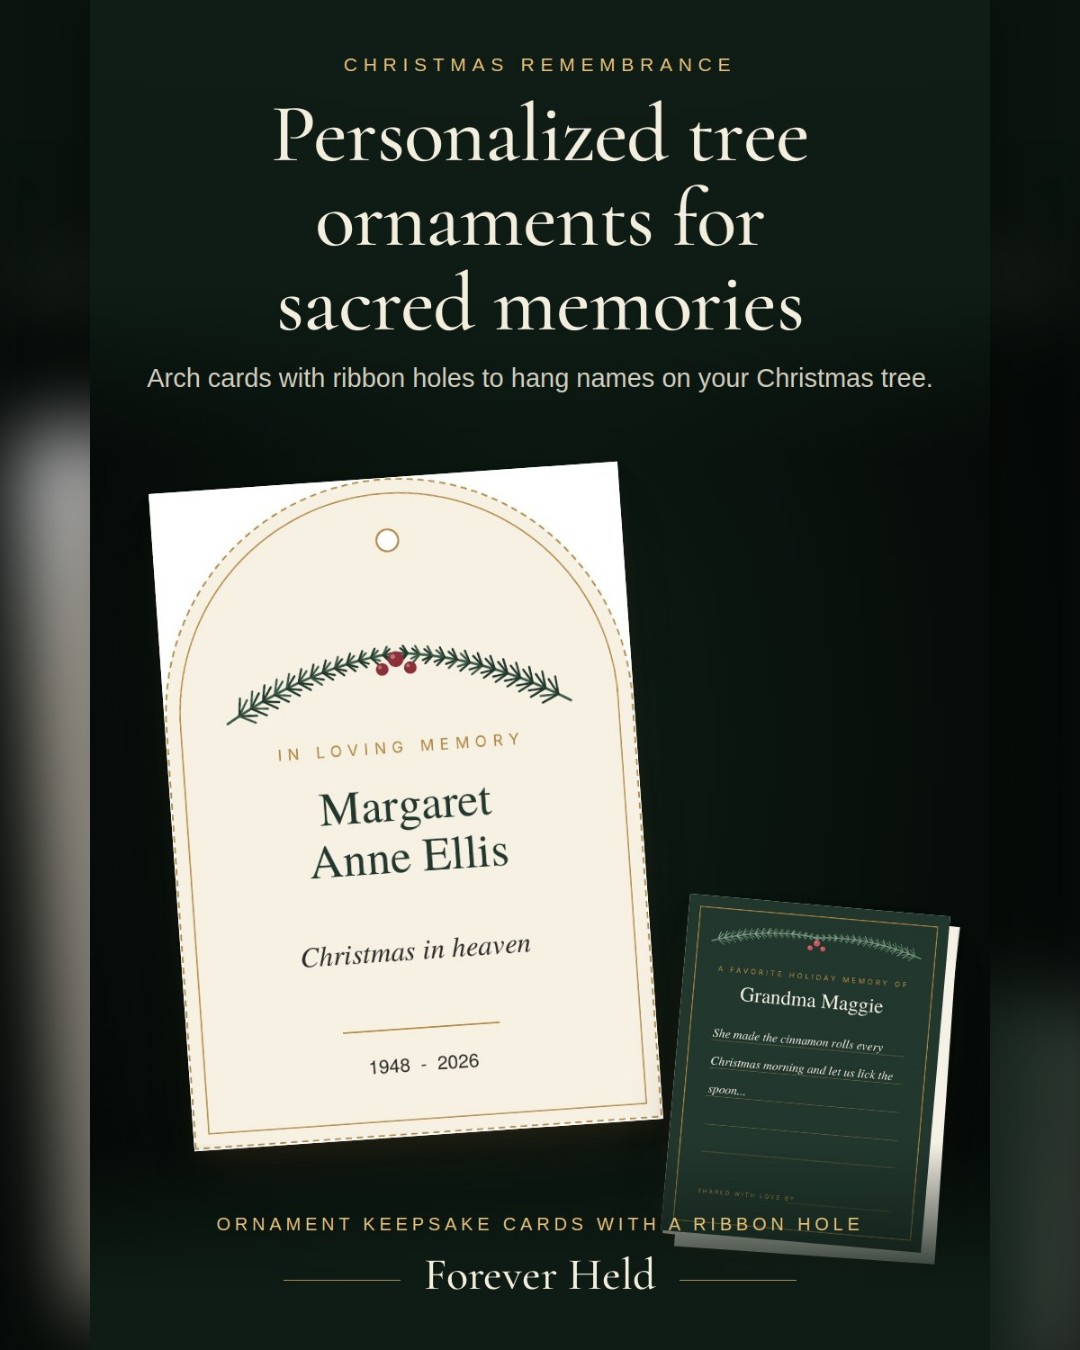 CHRISTMAS REMEMBRANCE
Personalized tree
ornaments for
sacred memories
Arch cards with ribbon holes to hang names on your Christmas tree.
IN LOVING MEMORY
Margaret
Anne Ellis
Christmas in heaven
1948 - 2026
A FAVORITE HOLIDAY MEMORY OF
Grandma Maggie
She made the cinnamon rolls every
Christmas morning and let us lick the
spoon...
SHARED WITH LOVE BY
ORNAMENT KEEPSAKE CARDS WITH A RIBBON HOLE
Forever Held